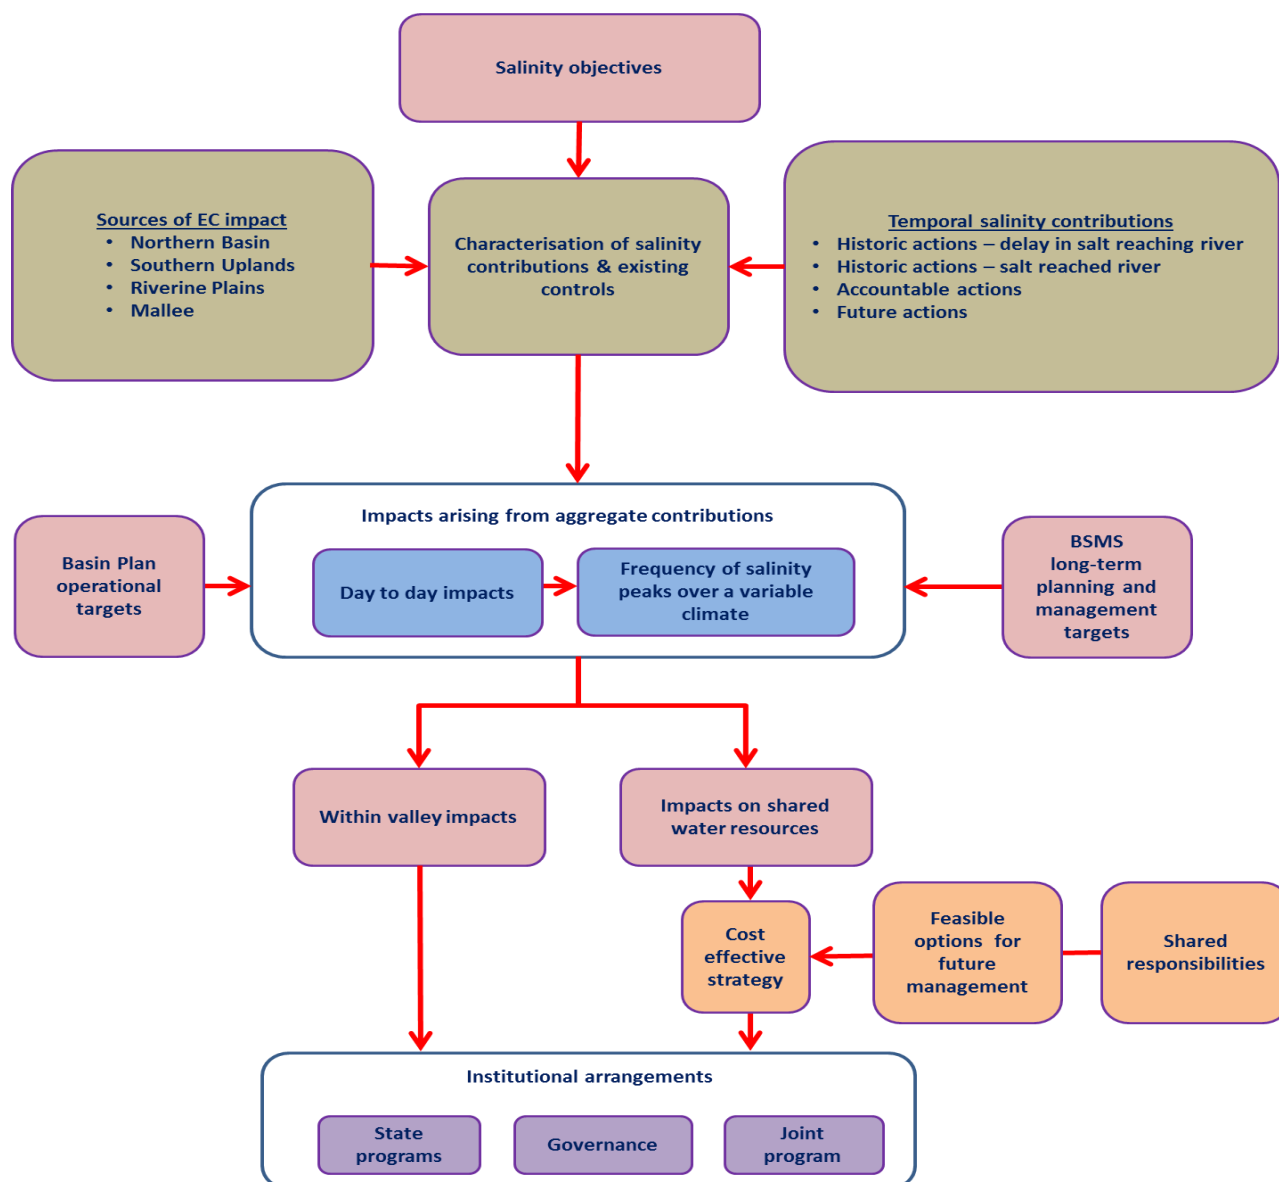 Salinity objectives
Sources of EC impact
• Northern Basin
• Southern Uplands
• Riverine Plains
• Mallee
Characterisation of salinity
contributions & existing
controls
Temporal salinity contributions
• Historic actions – delay in salt reaching river
• Historic actions – salt reached river
• Accountable actions
• Future actions
Impacts arising from aggregate contributions
Basin Plan
operational
targets
Day to day impacts
Frequency of salinity
peaks over a variable
climate
BSMS
long-term
planning and
management
targets
Within valley impacts
Impacts on shared
water resources
Cost
effective
strategy
Feasible
options for
future
management
Shared
responsibilities
Institutional arrangements
State
programs
Governance
Joint
program